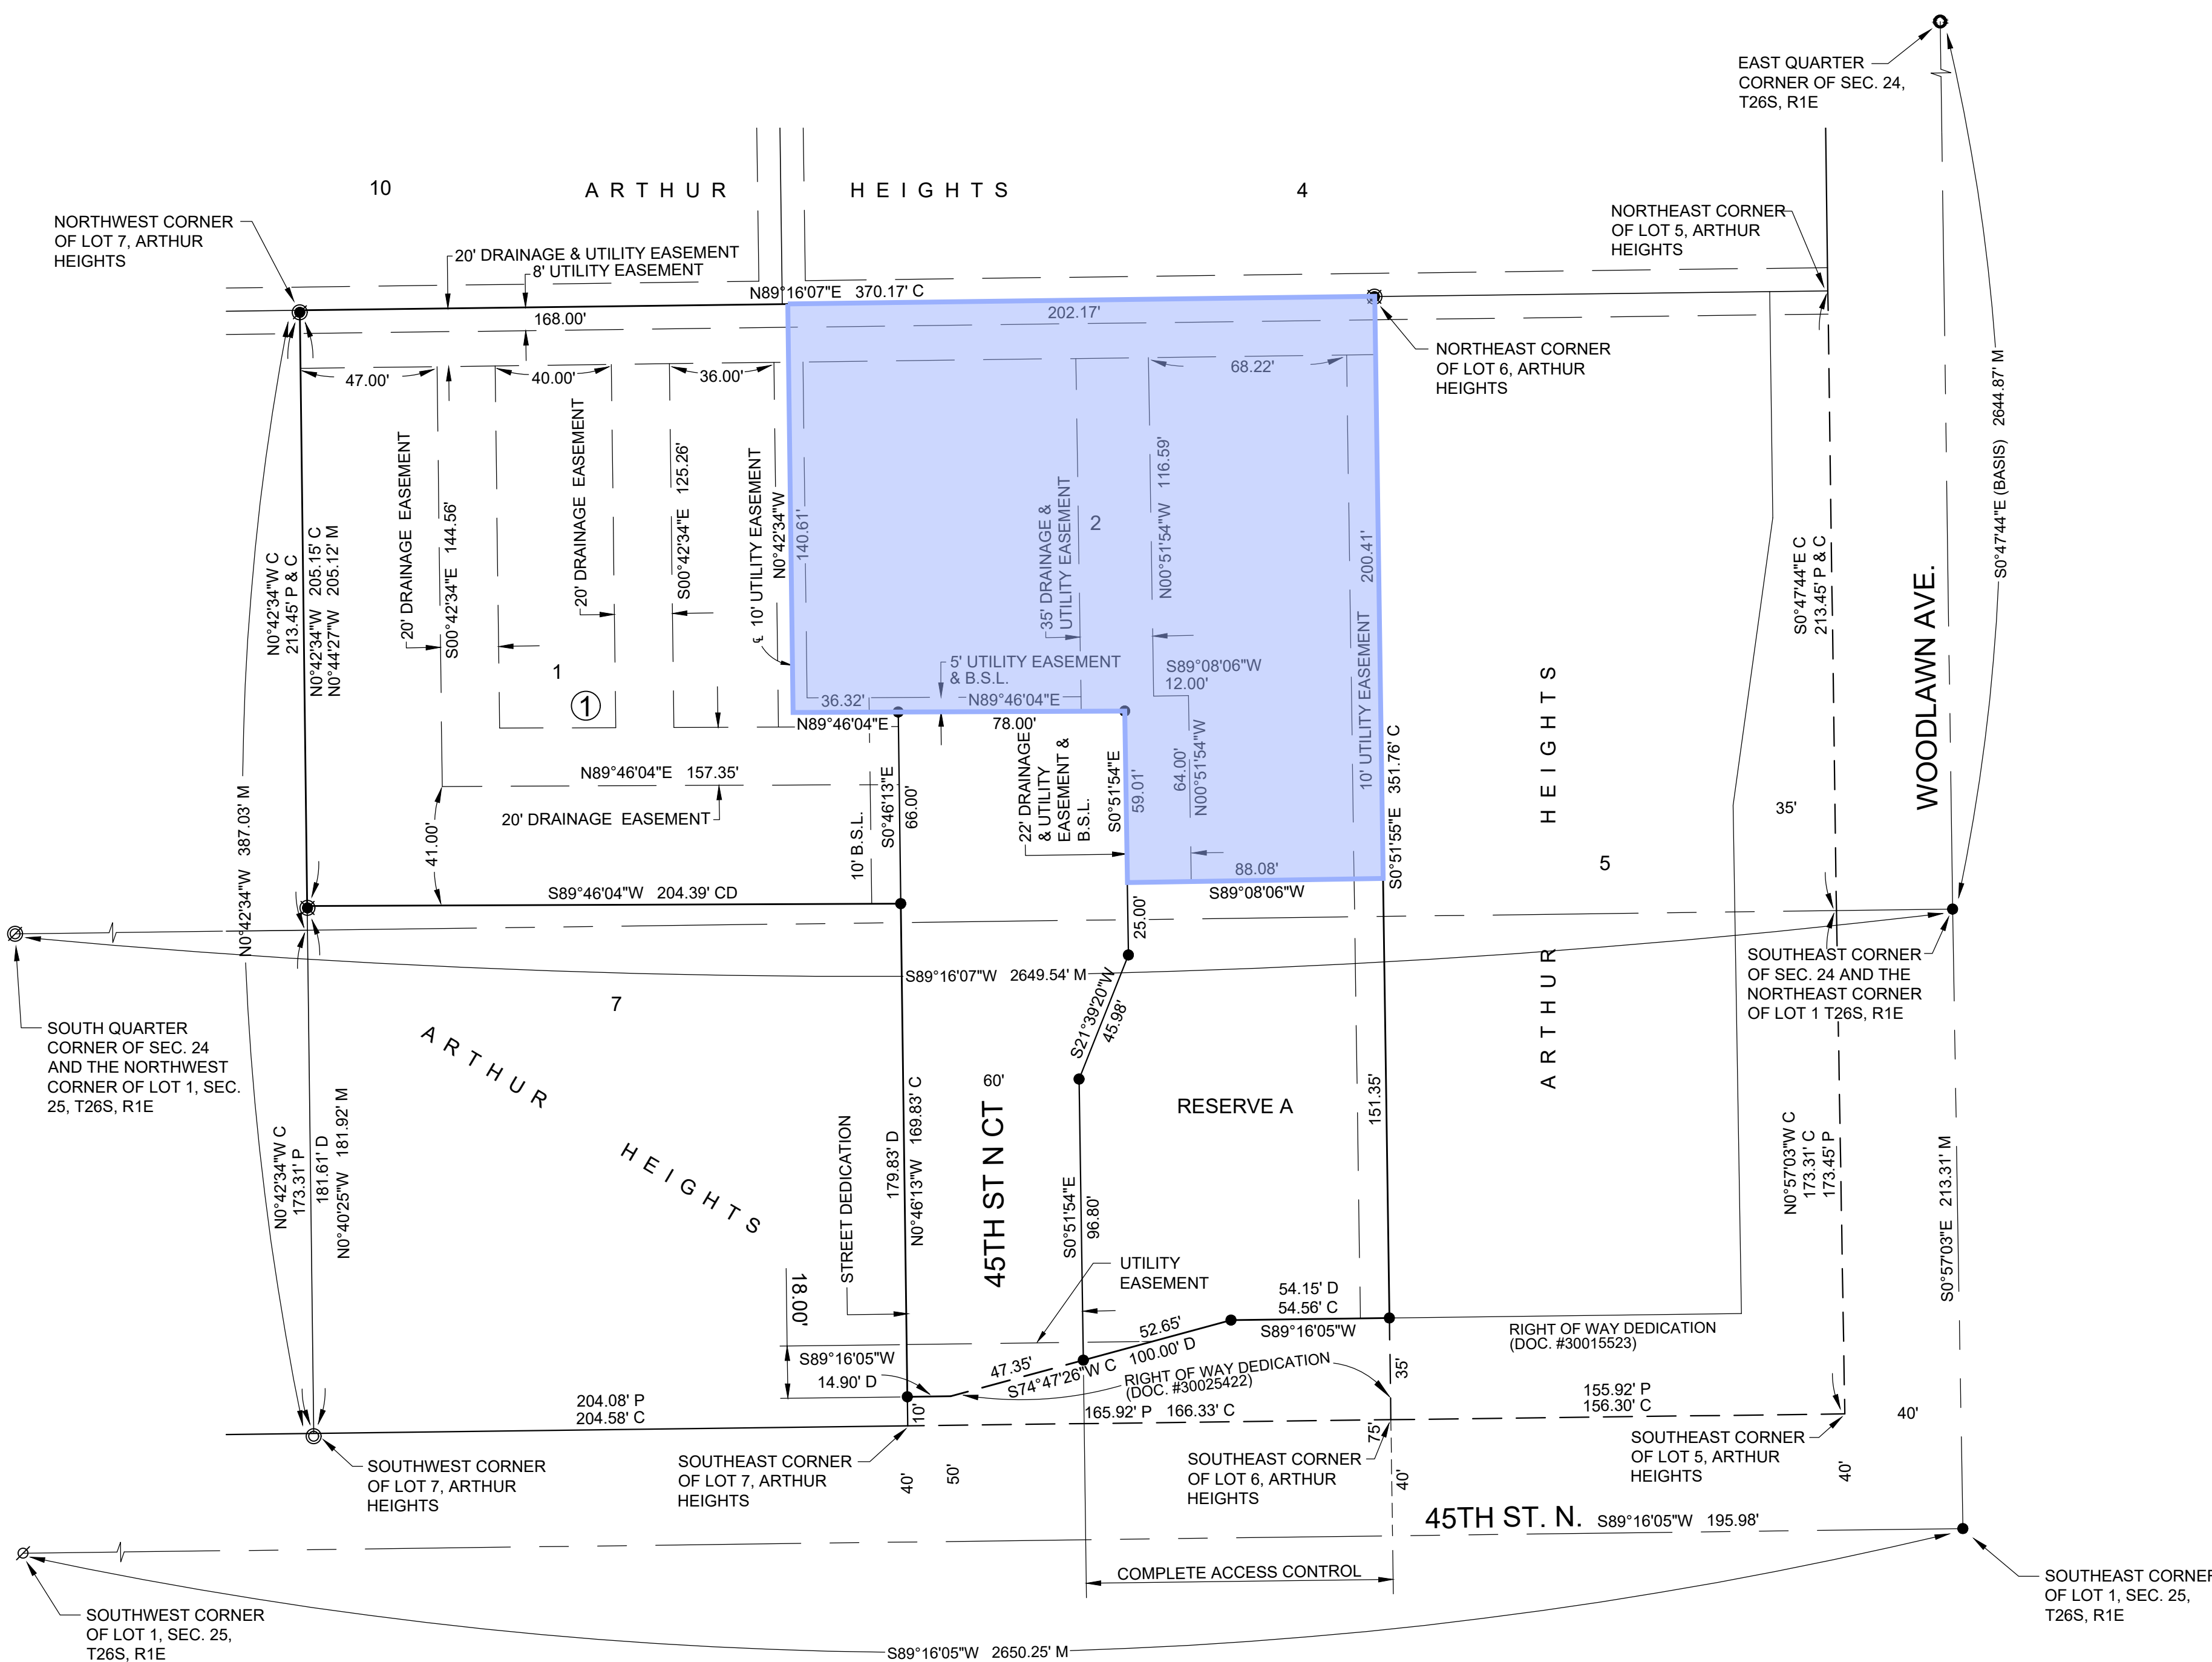 EAST QUARTER
CORNER OF SEC. 24,
T26S, R1E
10
ARTHUR HEIGHTS
4
NORTHWEST CORNER
OF LOT 7, ARTHUR
HEIGHTS
NORTHEAST CORNER
OF LOT 5, ARTHUR
HEIGHTS
20' DRAINAGE & UTILITY EASEMENT
8' UTILITY EASEMENT
N89°16'07"E 370.17' C
168.00'
202.17'
NORTHEAST CORNER
OF LOT 6, ARTHUR
HEIGHTS
47.00'
40.00'
36.00'
68.22'
S0°47'44"E (BASIS) 2644.87' M
20' DRAINAGE EASEMENT
S00°42'34"E 144.56'
20' DRAINAGE EASEMENT
S00°42'34"E 125.26'
℄ 10' UTILITY EASEMENT
N0°42'34"W
140.61'
35' DRAINAGE &
UTILITY EASEMENT
2
N00°51'54"W 116.59'
200.41'
10' UTILITY EASEMENT
N0°42'34"W C
213.45' P & C
N0°42'34"W 205.15' C
N0°44'27"W 205.12' M
S0°47'44"E C
213.45' P & C
WOODLAWN AVE.
1
1
5' UTILITY EASEMENT
& B.S.L.
S89°08'06"W
12.00'
36.32'
N89°46'04"E
N89°46'04"E
78.00'
N89°46'04"E 157.35'
20' DRAINAGE EASEMENT
41.00'
10' B.S.L.
S0°46'13"E
66.00'
22' DRAINAGE
& UTILITY
EASEMENT &
B.S.L.
S0°51'54"E
59.01'
64.00'
N00°51'54"W
88.08'
S89°08'06"W
S0°51'55"E 351.76' C
ARTHUR HEIGHTS
5
35'
N0°42'34"W 387.03' M
S89°46'04"W 204.39' CD
25.00'
S89°16'07"W 2649.54' M
SOUTHEAST CORNER
OF SEC. 24 AND THE
NORTHEAST CORNER
OF LOT 1 T26S, R1E
SOUTH QUARTER
CORNER OF SEC. 24
AND THE NORTHWEST
CORNER OF LOT 1, SEC.
25, T26S, R1E
7
ARTHUR
HEIGHTS
S21°39'20"W
45.98'
60'
45TH ST N CT
RESERVE A
151.35'
N0°42'34"W C
173.31' P
181.61' D
N0°40'25"W 181.92' M
STREET DEDICATION
179.83' D
N0°46'13"W 169.83' C
S0°51'54"E
96.80'
N0°57'03"W C
173.31' C
173.45' P
S0°57'03"E 213.31' M
UTILITY
EASEMENT
18.00'
54.15' D
54.56' C
S89°16'05"W
52.65'
100.00' D
47.35'
S74°47'26"W C
S89°16'05"W
14.90' D
RIGHT OF WAY DEDICATION
(DOC. #30025422)
RIGHT OF WAY DEDICATION
(DOC. #30015523)
35'
204.08' P
204.58' C
10'
165.92' P 166.33' C
155.92' P
156.30' C
75'
40'
SOUTHWEST CORNER
OF LOT 7, ARTHUR
HEIGHTS
SOUTHEAST CORNER
OF LOT 7, ARTHUR
HEIGHTS
40'
50'
SOUTHEAST CORNER
OF LOT 6, ARTHUR
HEIGHTS
40'
SOUTHEAST CORNER
OF LOT 5, ARTHUR
HEIGHTS
40'
45TH ST. N.
S89°16'05"W 195.98'
COMPLETE ACCESS CONTROL
SOUTHEAST CORNER
OF LOT 1, SEC. 25,
T26S, R1E
SOUTHWEST CORNER
OF LOT 1, SEC. 25,
T26S, R1E
S89°16'05"W 2650.25' M